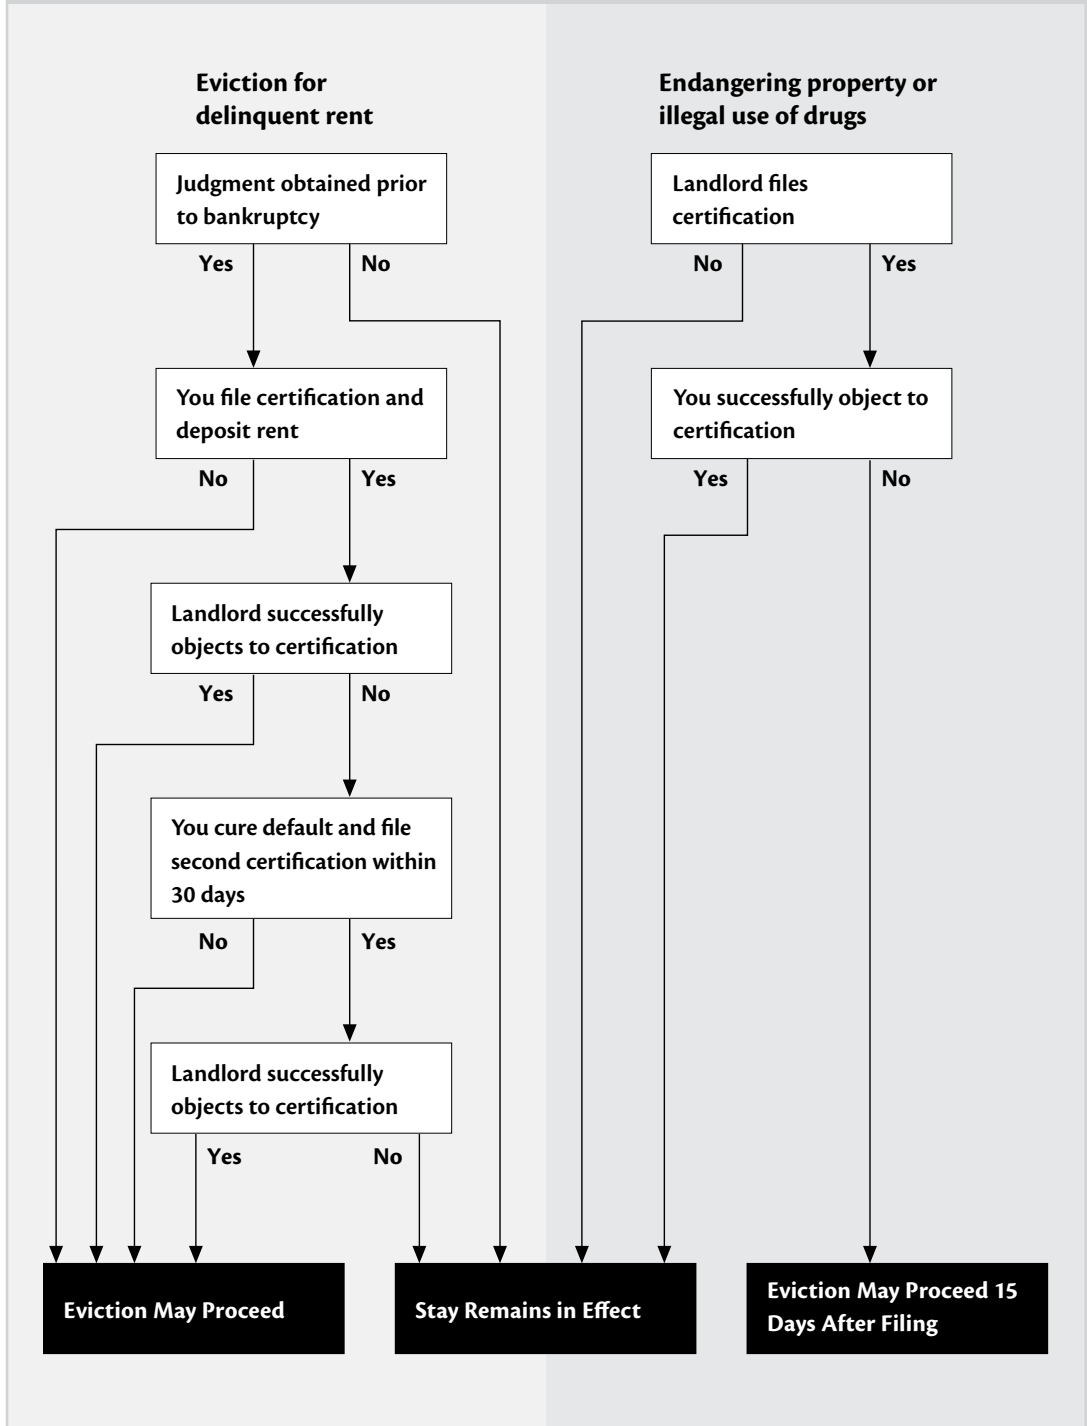 Eviction for
delinquent rent
Judgment obtained prior
to bankruptcy
Yes
No
You file certification and
deposit rent
No
Yes
Landlord successfully
objects to certification
Yes
No
You cure default and file
second certification within
30 days
No
Yes
Landlord successfully
objects to certification
Yes
No
Endangering property or
illegal use of drugs
Landlord files
certification
No
Yes
You successfully object to
certification
Yes
No
Eviction May Proceed
Stay Remains in Effect
Eviction May Proceed 15
Days After Filing